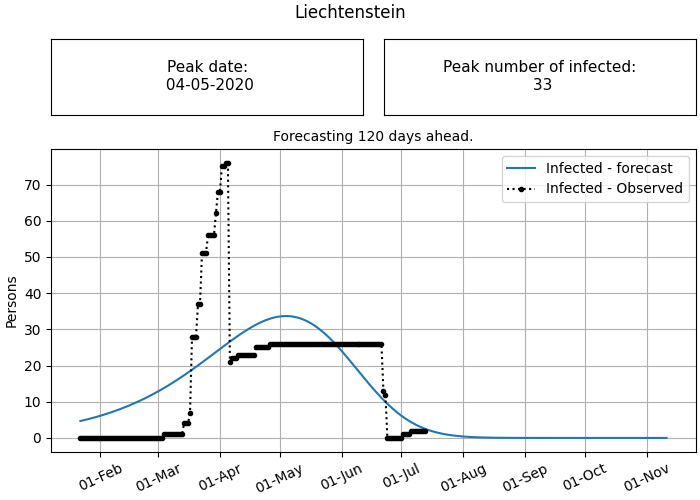 Liechtenstein
Peak date:
04-05-2020
Peak number of infected:
33
Forecasting 120 days ahead.
Infected - forecast
Infected - Observed
Persons
70
60
50
40
30
20
10
0
01-Feb
01-Mar
01-Apr
01-May
01-Jun
01-Jul
01-Aug
01-Sep
01-Oct
01-Nov